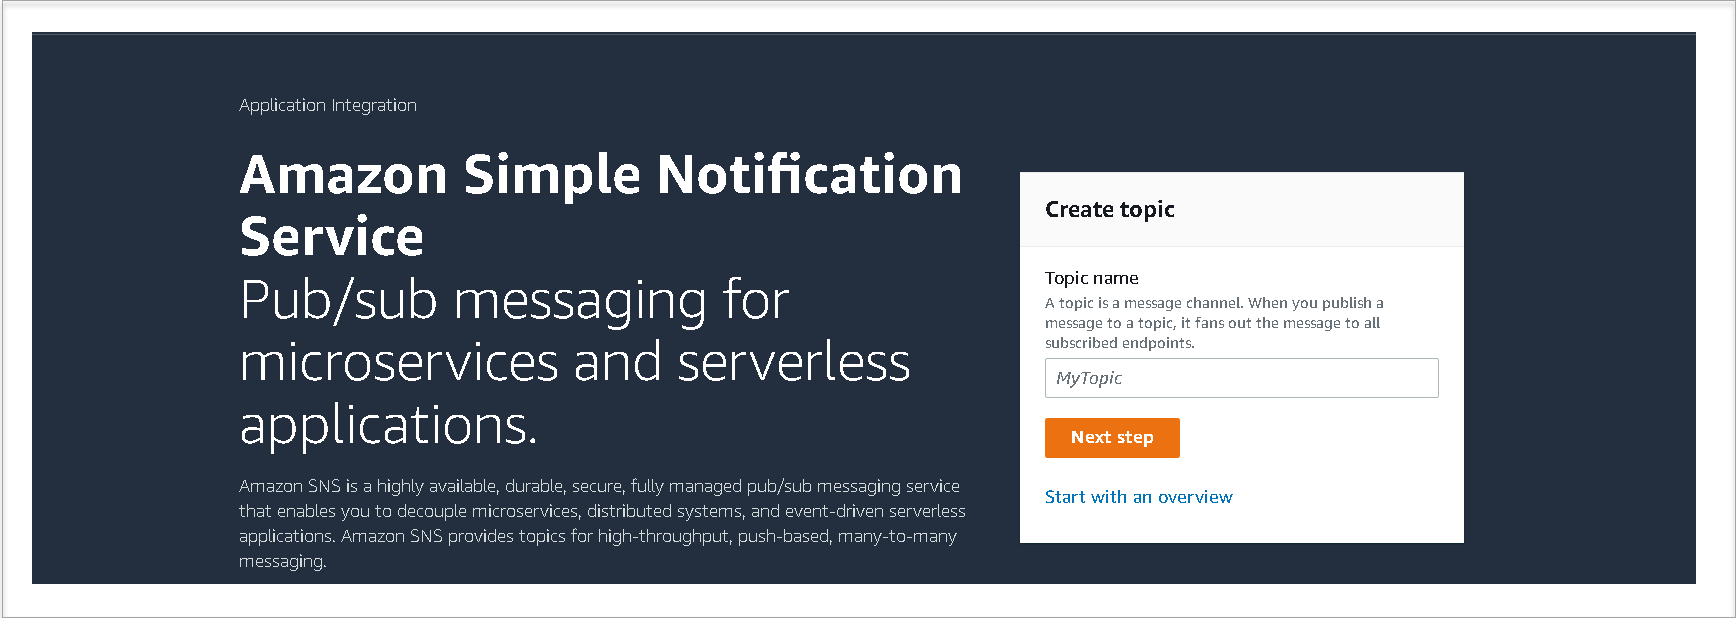 Application Integration
Amazon Simple Notification
Service
Pub/sub messaging for
microservices and serverless
applications.
Amazon SNS is a highly available, durable, secure, fully managed pub/sub messaging service
that enables you to decouple microservices, distributed systems, and event-driven serverless
applications. Amazon SNS provides topics for high-throughput, push-based, many-to-many
messaging.
Create topic
Topic name
A topic is a message channel. When you publish a
message to a topic, it fans out the message to all
subscribed endpoints.
MyTopic
Next step
Start with an overview